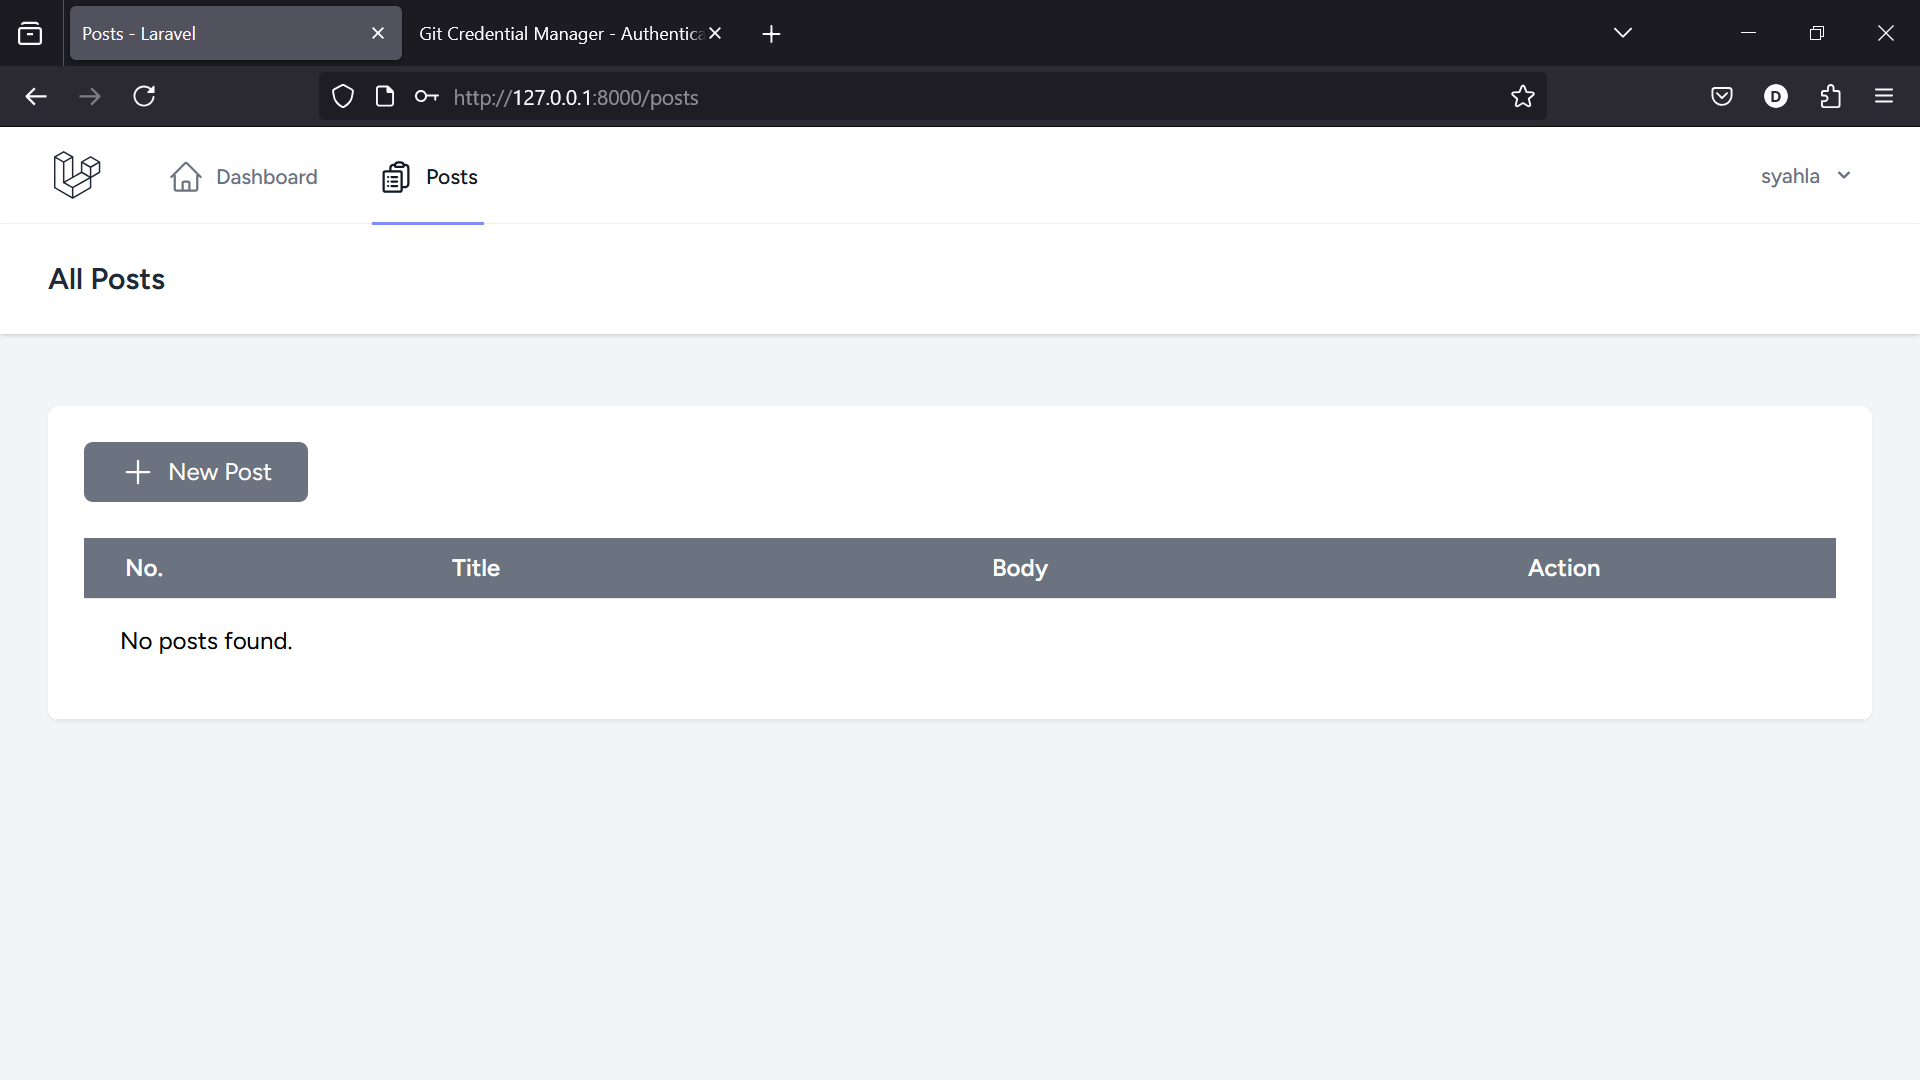 Posts - Laravel
Git Credential Manager - Authentica
http://127.0.0.1:8000/posts
D
Dashboard
Posts
syahla
All Posts
New Post
No. Title Body Action
No posts found.